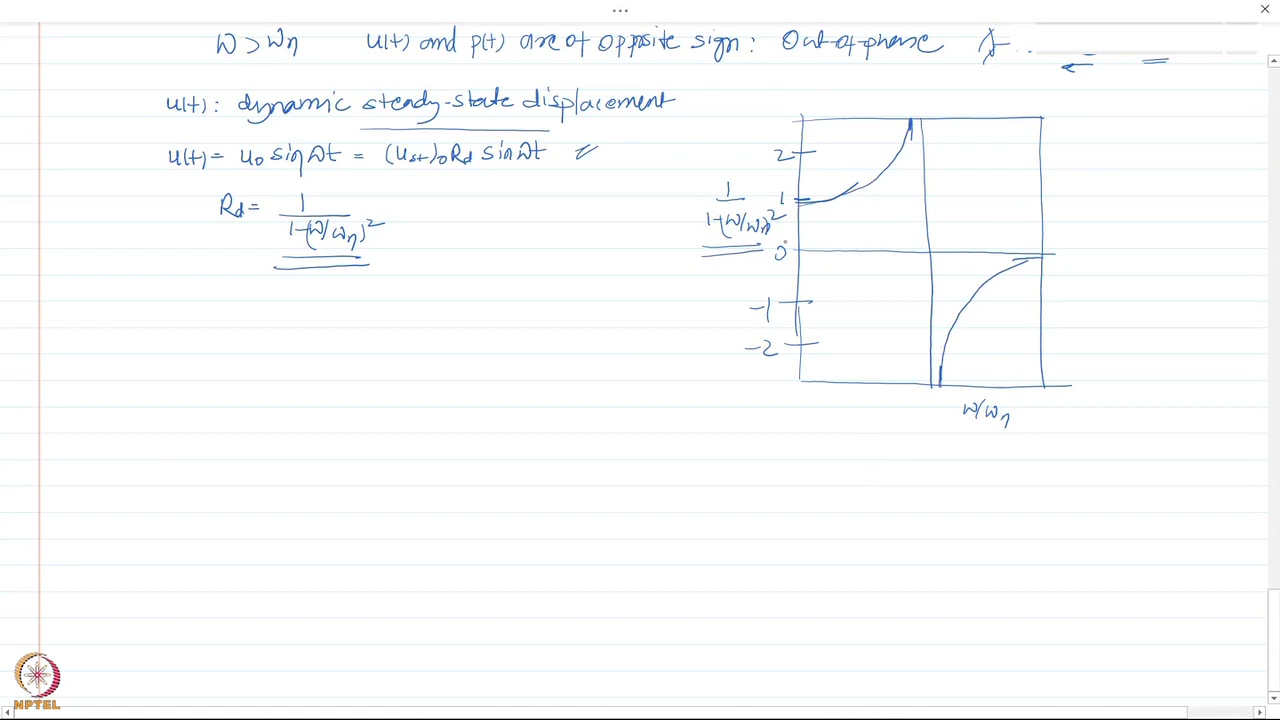 ω > ωn u(t) and p(t) are of opposite sign: Out-of-phase
u(t): dynamic steady-state displacement
u(t) = u0 sin ωt = (ust)0 Rd sin ωt
Rd = 1 / 1-(ω/ωn)^2
2
1
1 / 1-(ω/ωn)^2
0
-1
-2
ω/ωn
NPTEL